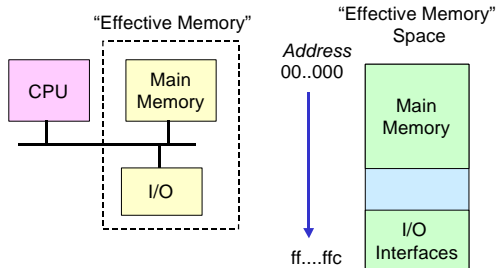 “Effective Memory”
CPU
Main
Memory
I/O
“Effective Memory”
Space
Address
00..000
Main
Memory
I/O
Interfaces
ff....ffc